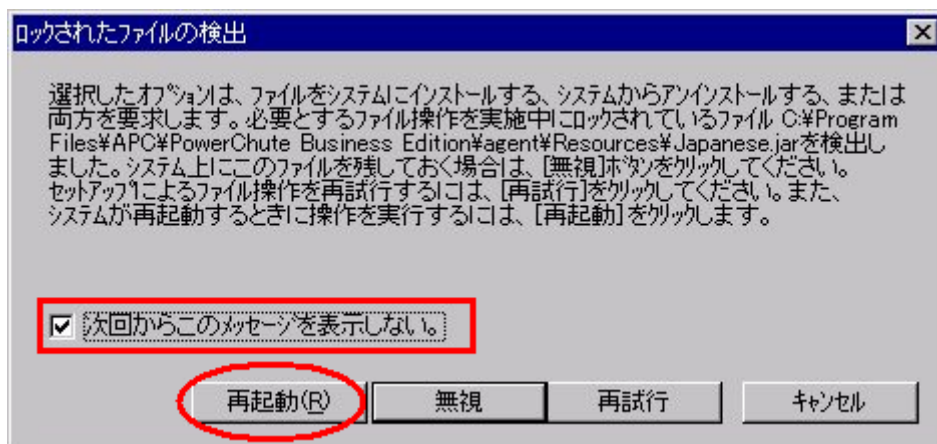 ロックされたファイルの検出
選択したオプションは、ファイルをシステムにインストールする、システムからアンインストールする、または
両方を要求します。必要とするファイル操作を実施中にロックされているファイル C:¥Program
Files¥APC¥PowerChute Business Edition¥agent¥Resources¥Japanese.jarを検出し
ました。システム上にこのファイルを残しておく場合は、[無視]ボタンをクリックしてください。
セットアップによるファイル操作を再試行するには、[再試行]をクリックしてください。また、
システムが再起動するときに操作を実行するには、[再起動]をクリックします。
次回からこのメッセージを表示しない。
再起動(R) 無視 再試行 キャンセル